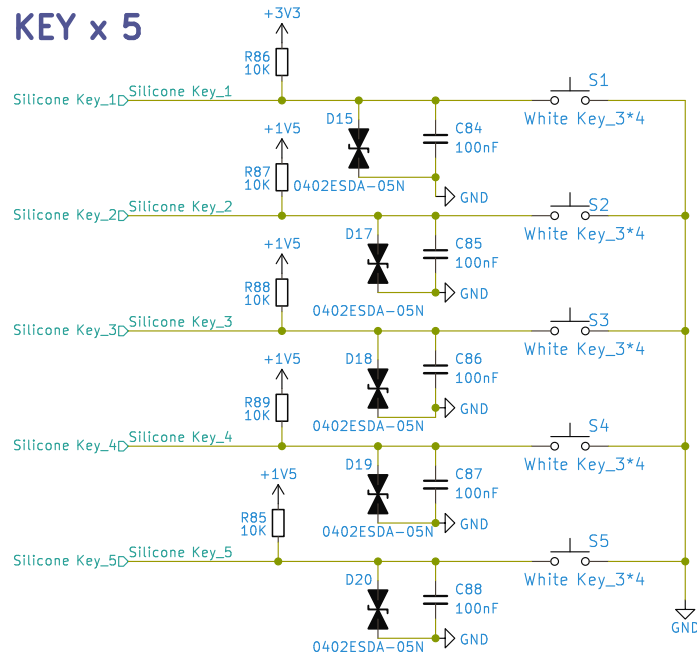 KEY x 5
+3V3
R86
10K
Silicone Key_1
Silicone Key_1
D15
0402ESDA-05N
C84
100nF
GND
S1
White Key_3*4
+1V5
R87
10K
Silicone Key_2
Silicone Key_2
D17
0402ESDA-05N
C85
100nF
GND
S2
White Key_3*4
+1V5
R88
10K
Silicone Key_3
Silicone Key_3
D18
0402ESDA-05N
C86
100nF
GND
S3
White Key_3*4
+1V5
R89
10K
Silicone Key_4
Silicone Key_4
D19
0402ESDA-05N
C87
100nF
GND
S4
White Key_3*4
+1V5
R85
10K
Silicone Key_5
Silicone Key_5
D20
0402ESDA-05N
C88
100nF
GND
S5
White Key_3*4
GND